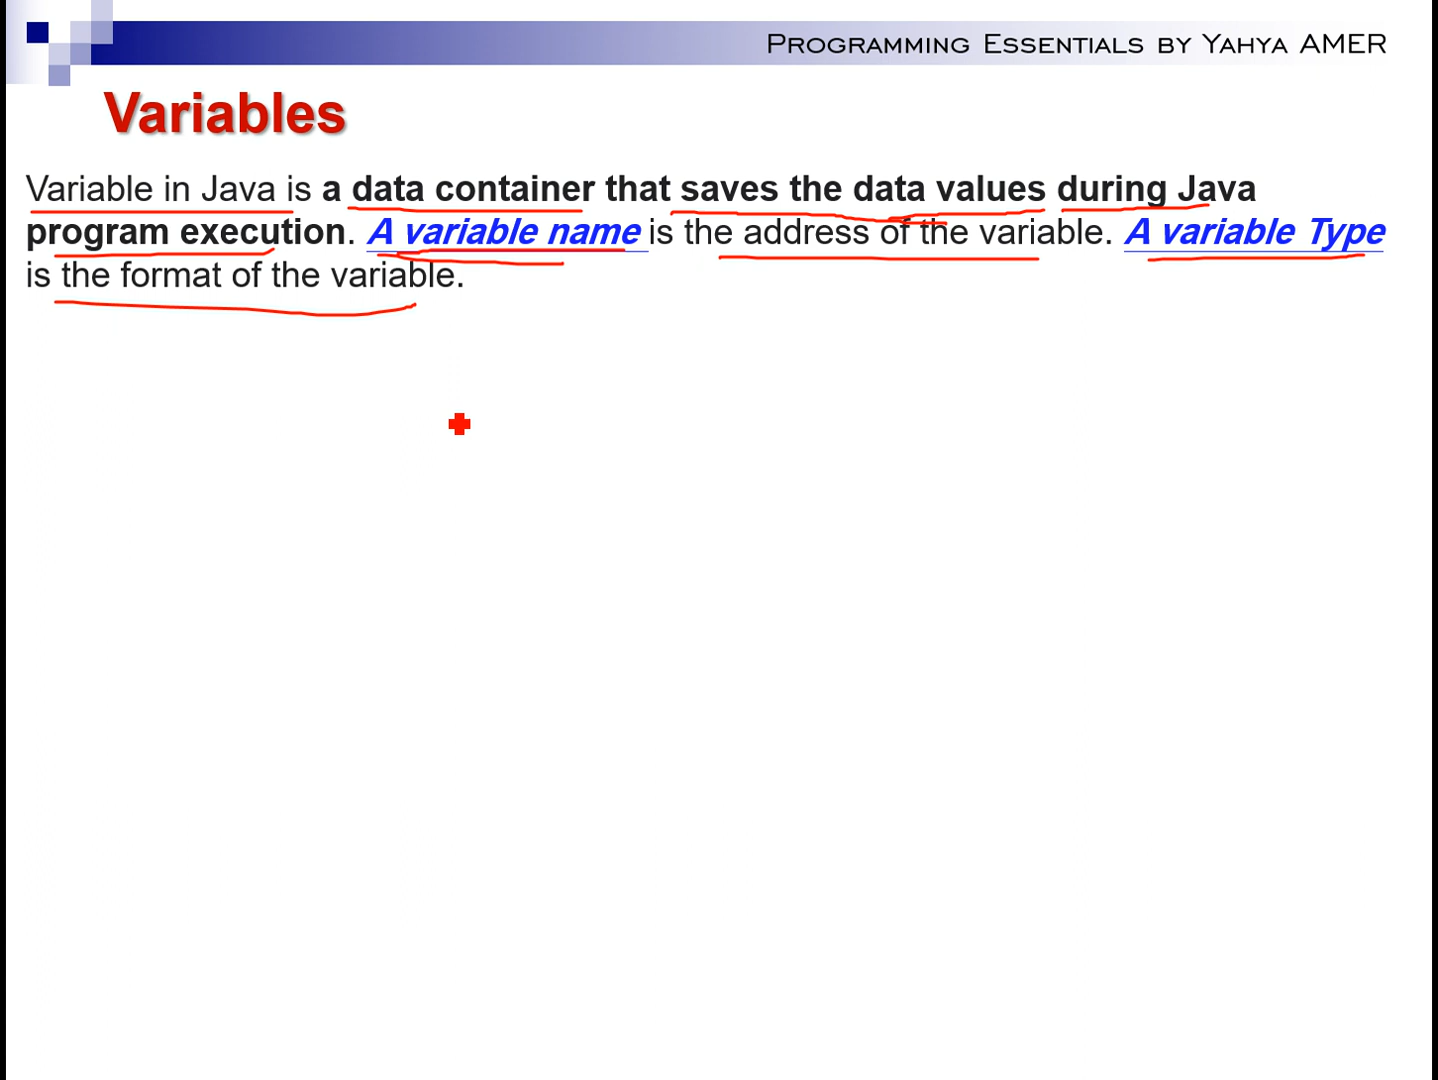 PROGRAMMING ESSENTIALS BY YAHYA AMER
Variables
Variable in Java is a data container that saves the data values during Java
program execution. A variable name is the address of the variable. A variable Type
is the format of the variable.